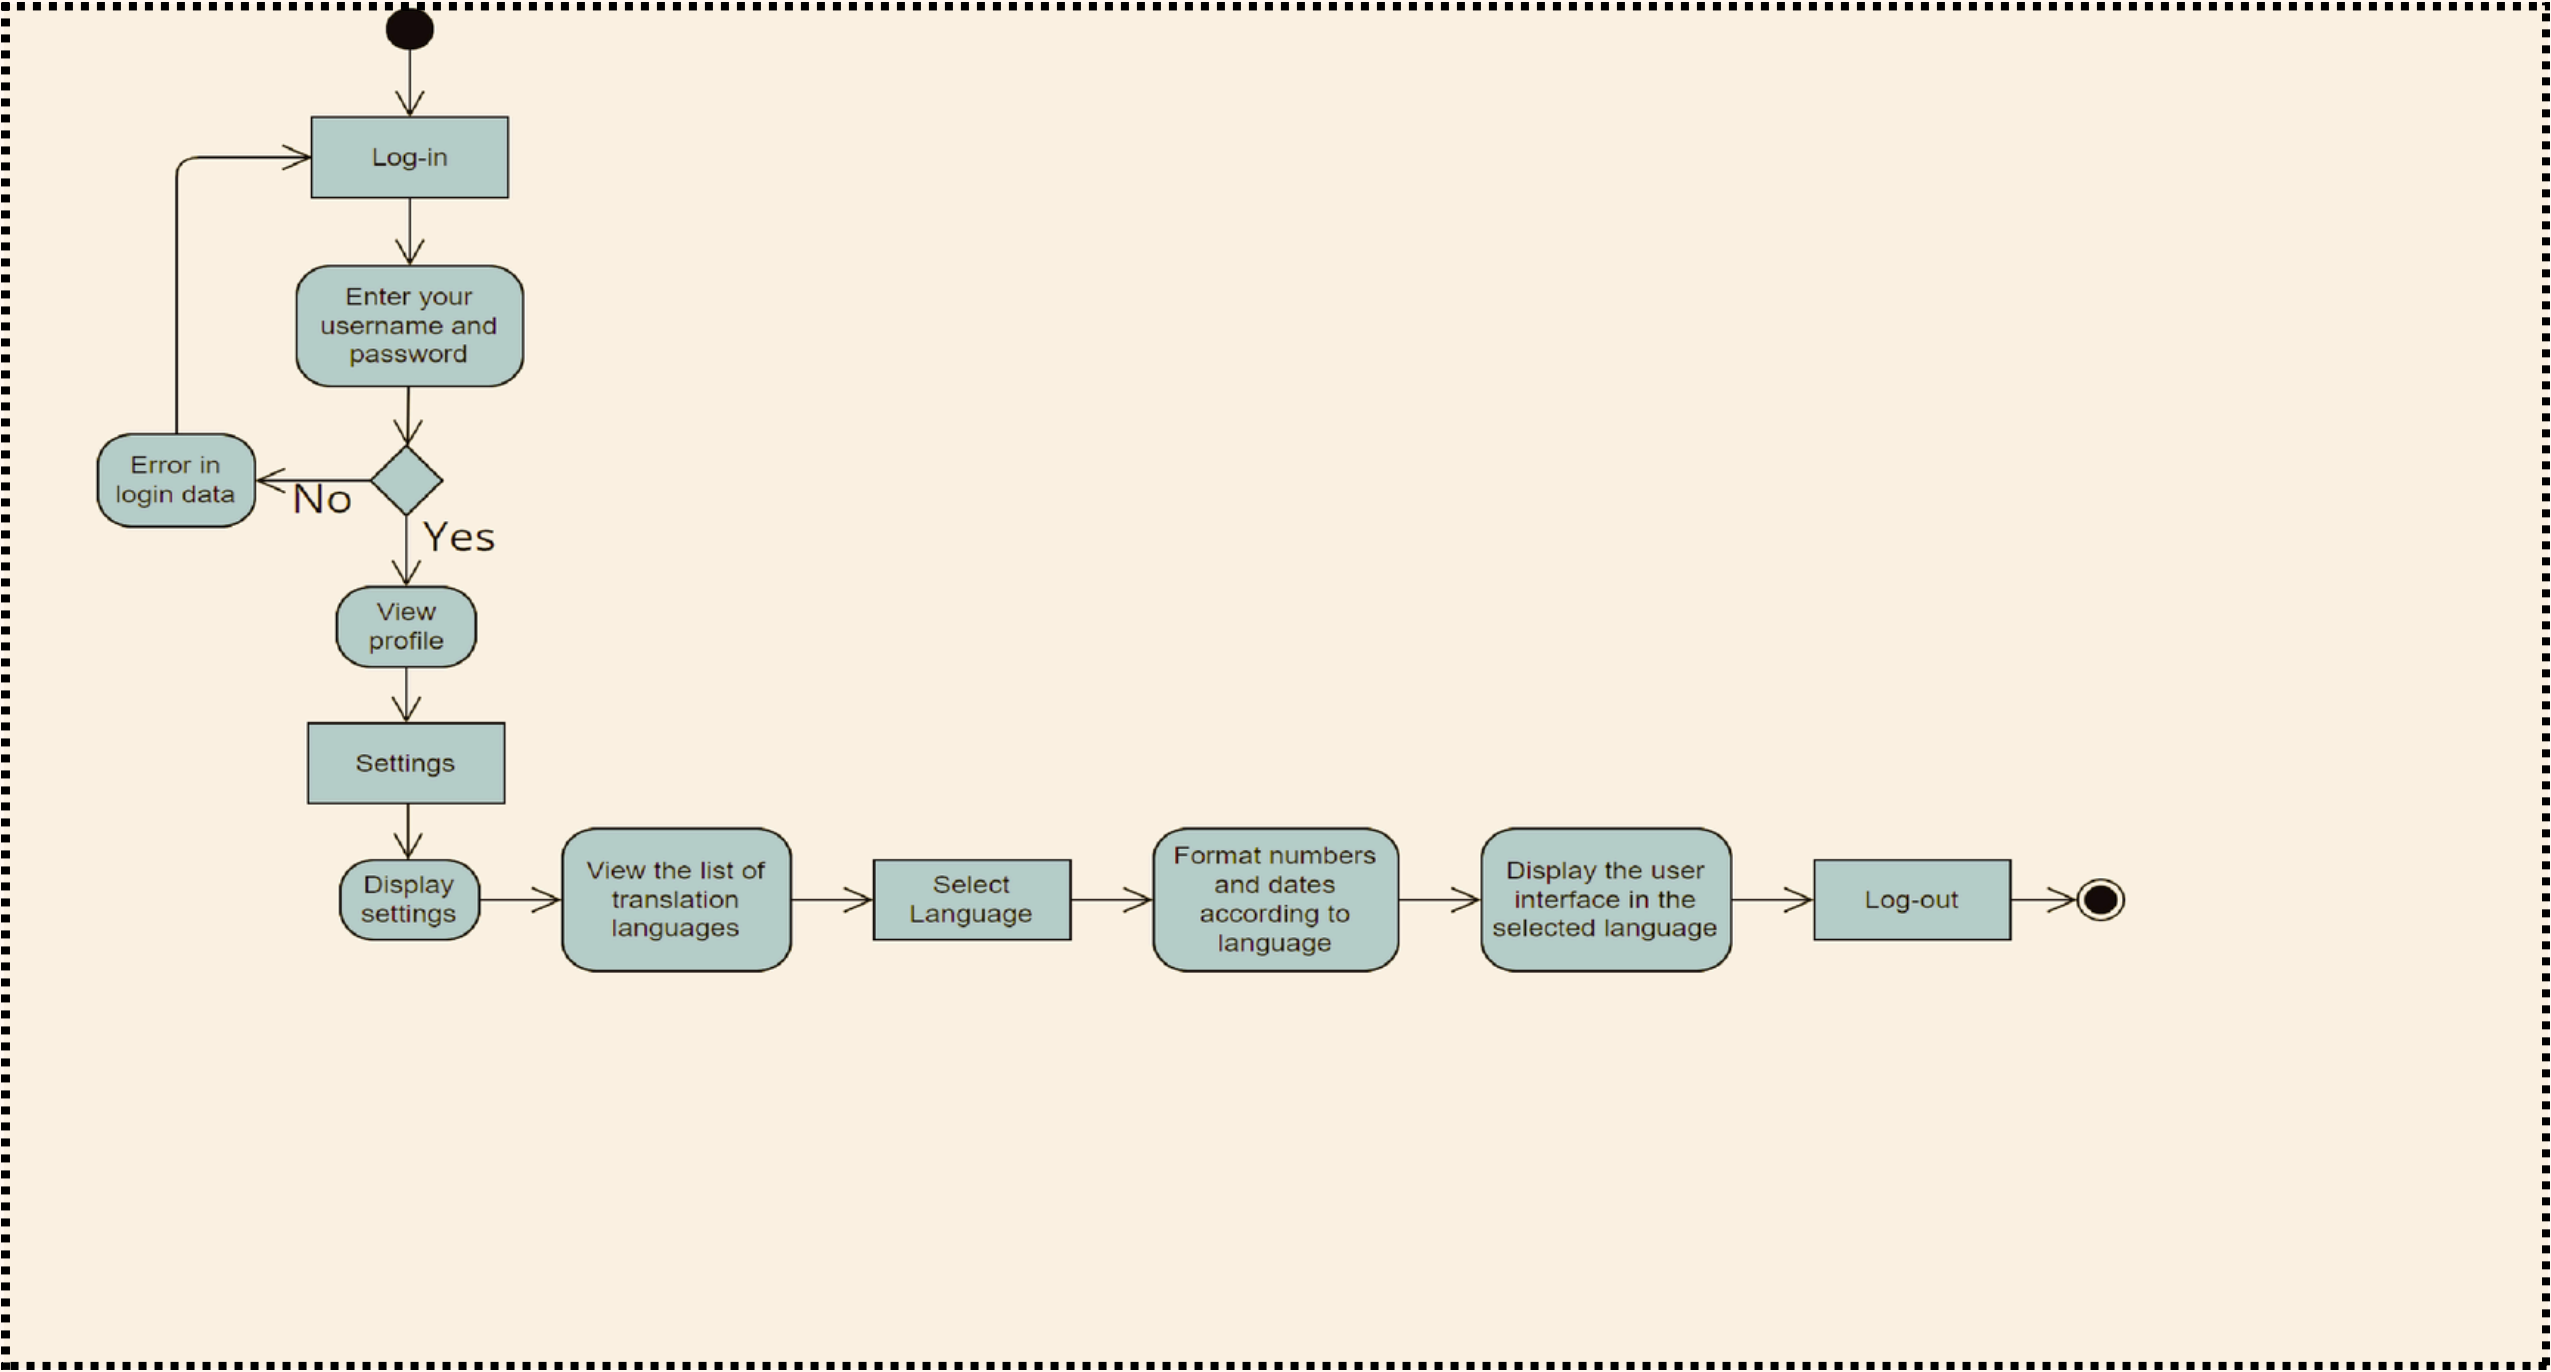 Log-in
Enter your
username and
password
Error in
login data
No
Yes
View
profile
Settings
Display
settings
View the list of
translation
languages
Select
Language
Format numbers
and dates
according to
language
Display the user
interface in the
selected language
Log-out